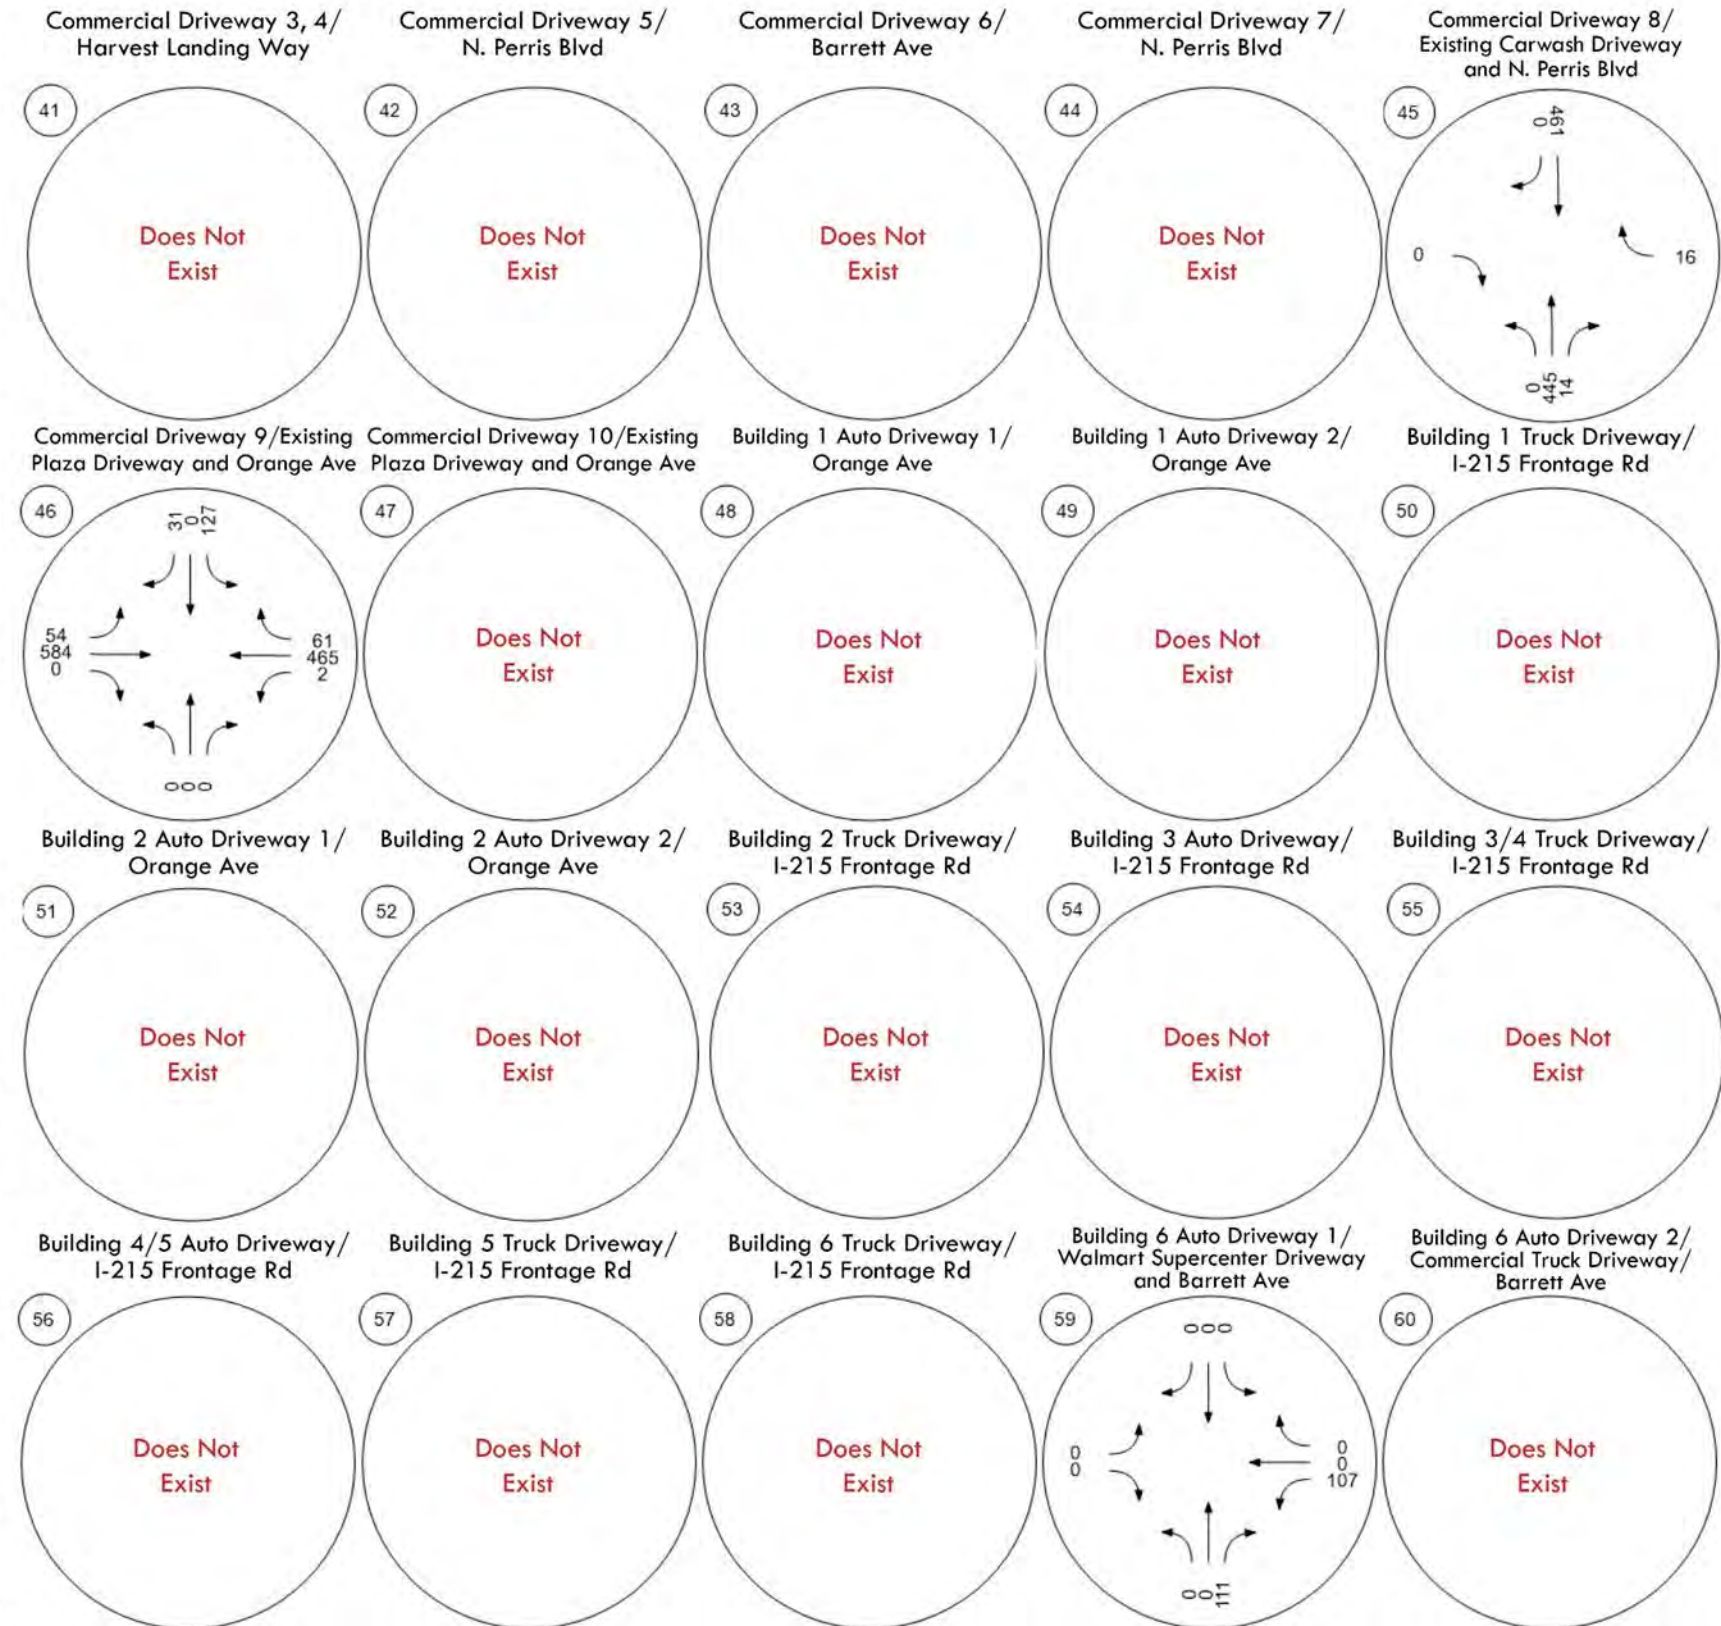 Commercial Driveway 3, 4/
Harvest Landing Way
41
Does Not
Exist
Commercial Driveway 5/
N. Perris Blvd
42
Does Not
Exist
Commercial Driveway 6/
Barrett Ave
43
Does Not
Exist
Commercial Driveway 7/
N. Perris Blvd
44
Does Not
Exist
Commercial Driveway 8/
Existing Carwash Driveway
and N. Perris Blvd
45
0
461
0
16
0
445
14
Commercial Driveway 9/Existing
Plaza Driveway and Orange Ave
46
31
0
127
54
584
0
61
465
2
0
0
0
Commercial Driveway 10/Existing
Plaza Driveway and Orange Ave
47
Does Not
Exist
Building 1 Auto Driveway 1/
Orange Ave
48
Does Not
Exist
Building 1 Auto Driveway 2/
Orange Ave
49
Does Not
Exist
Building 1 Truck Driveway/
I-215 Frontage Rd
50
Does Not
Exist
Building 2 Auto Driveway 1/
Orange Ave
51
Does Not
Exist
Building 2 Auto Driveway 2/
Orange Ave
52
Does Not
Exist
Building 2 Truck Driveway/
I-215 Frontage Rd
53
Does Not
Exist
Building 3 Auto Driveway/
I-215 Frontage Rd
54
Does Not
Exist
Building 3/4 Truck Driveway/
I-215 Frontage Rd
55
Does Not
Exist
Building 4/5 Auto Driveway/
I-215 Frontage Rd
56
Does Not
Exist
Building 5 Truck Driveway/
I-215 Frontage Rd
57
Does Not
Exist
Building 6 Truck Driveway/
I-215 Frontage Rd
58
Does Not
Exist
Building 6 Auto Driveway 1/
Walmart Supercenter Driveway
and Barrett Ave
59
0
0
0
0
0
0
0
107
0
0
111
Building 6 Auto Driveway 2/
Commercial Truck Driveway/
Barrett Ave
60
Does Not
Exist